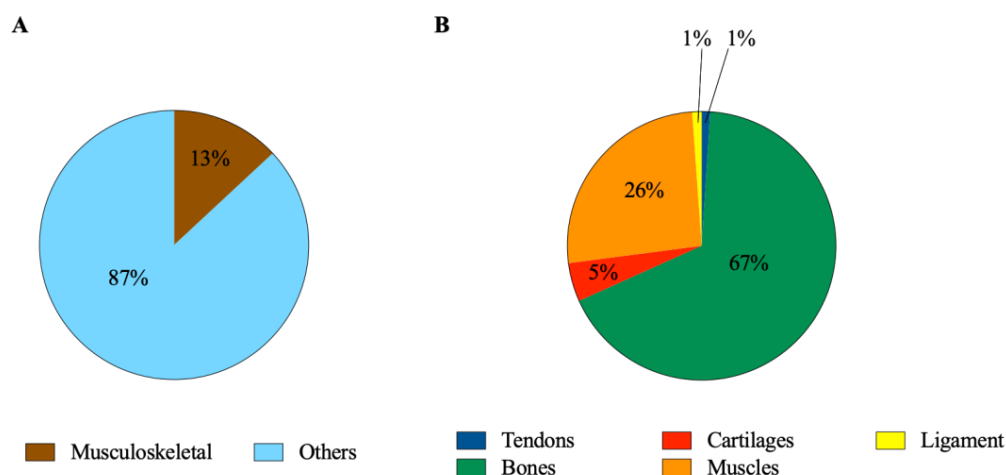 A
B
1% 1%
13%
87%
26%
5%
67%
Musculoskeletal Others
Tendons Cartilages Ligament
Bones Muscles